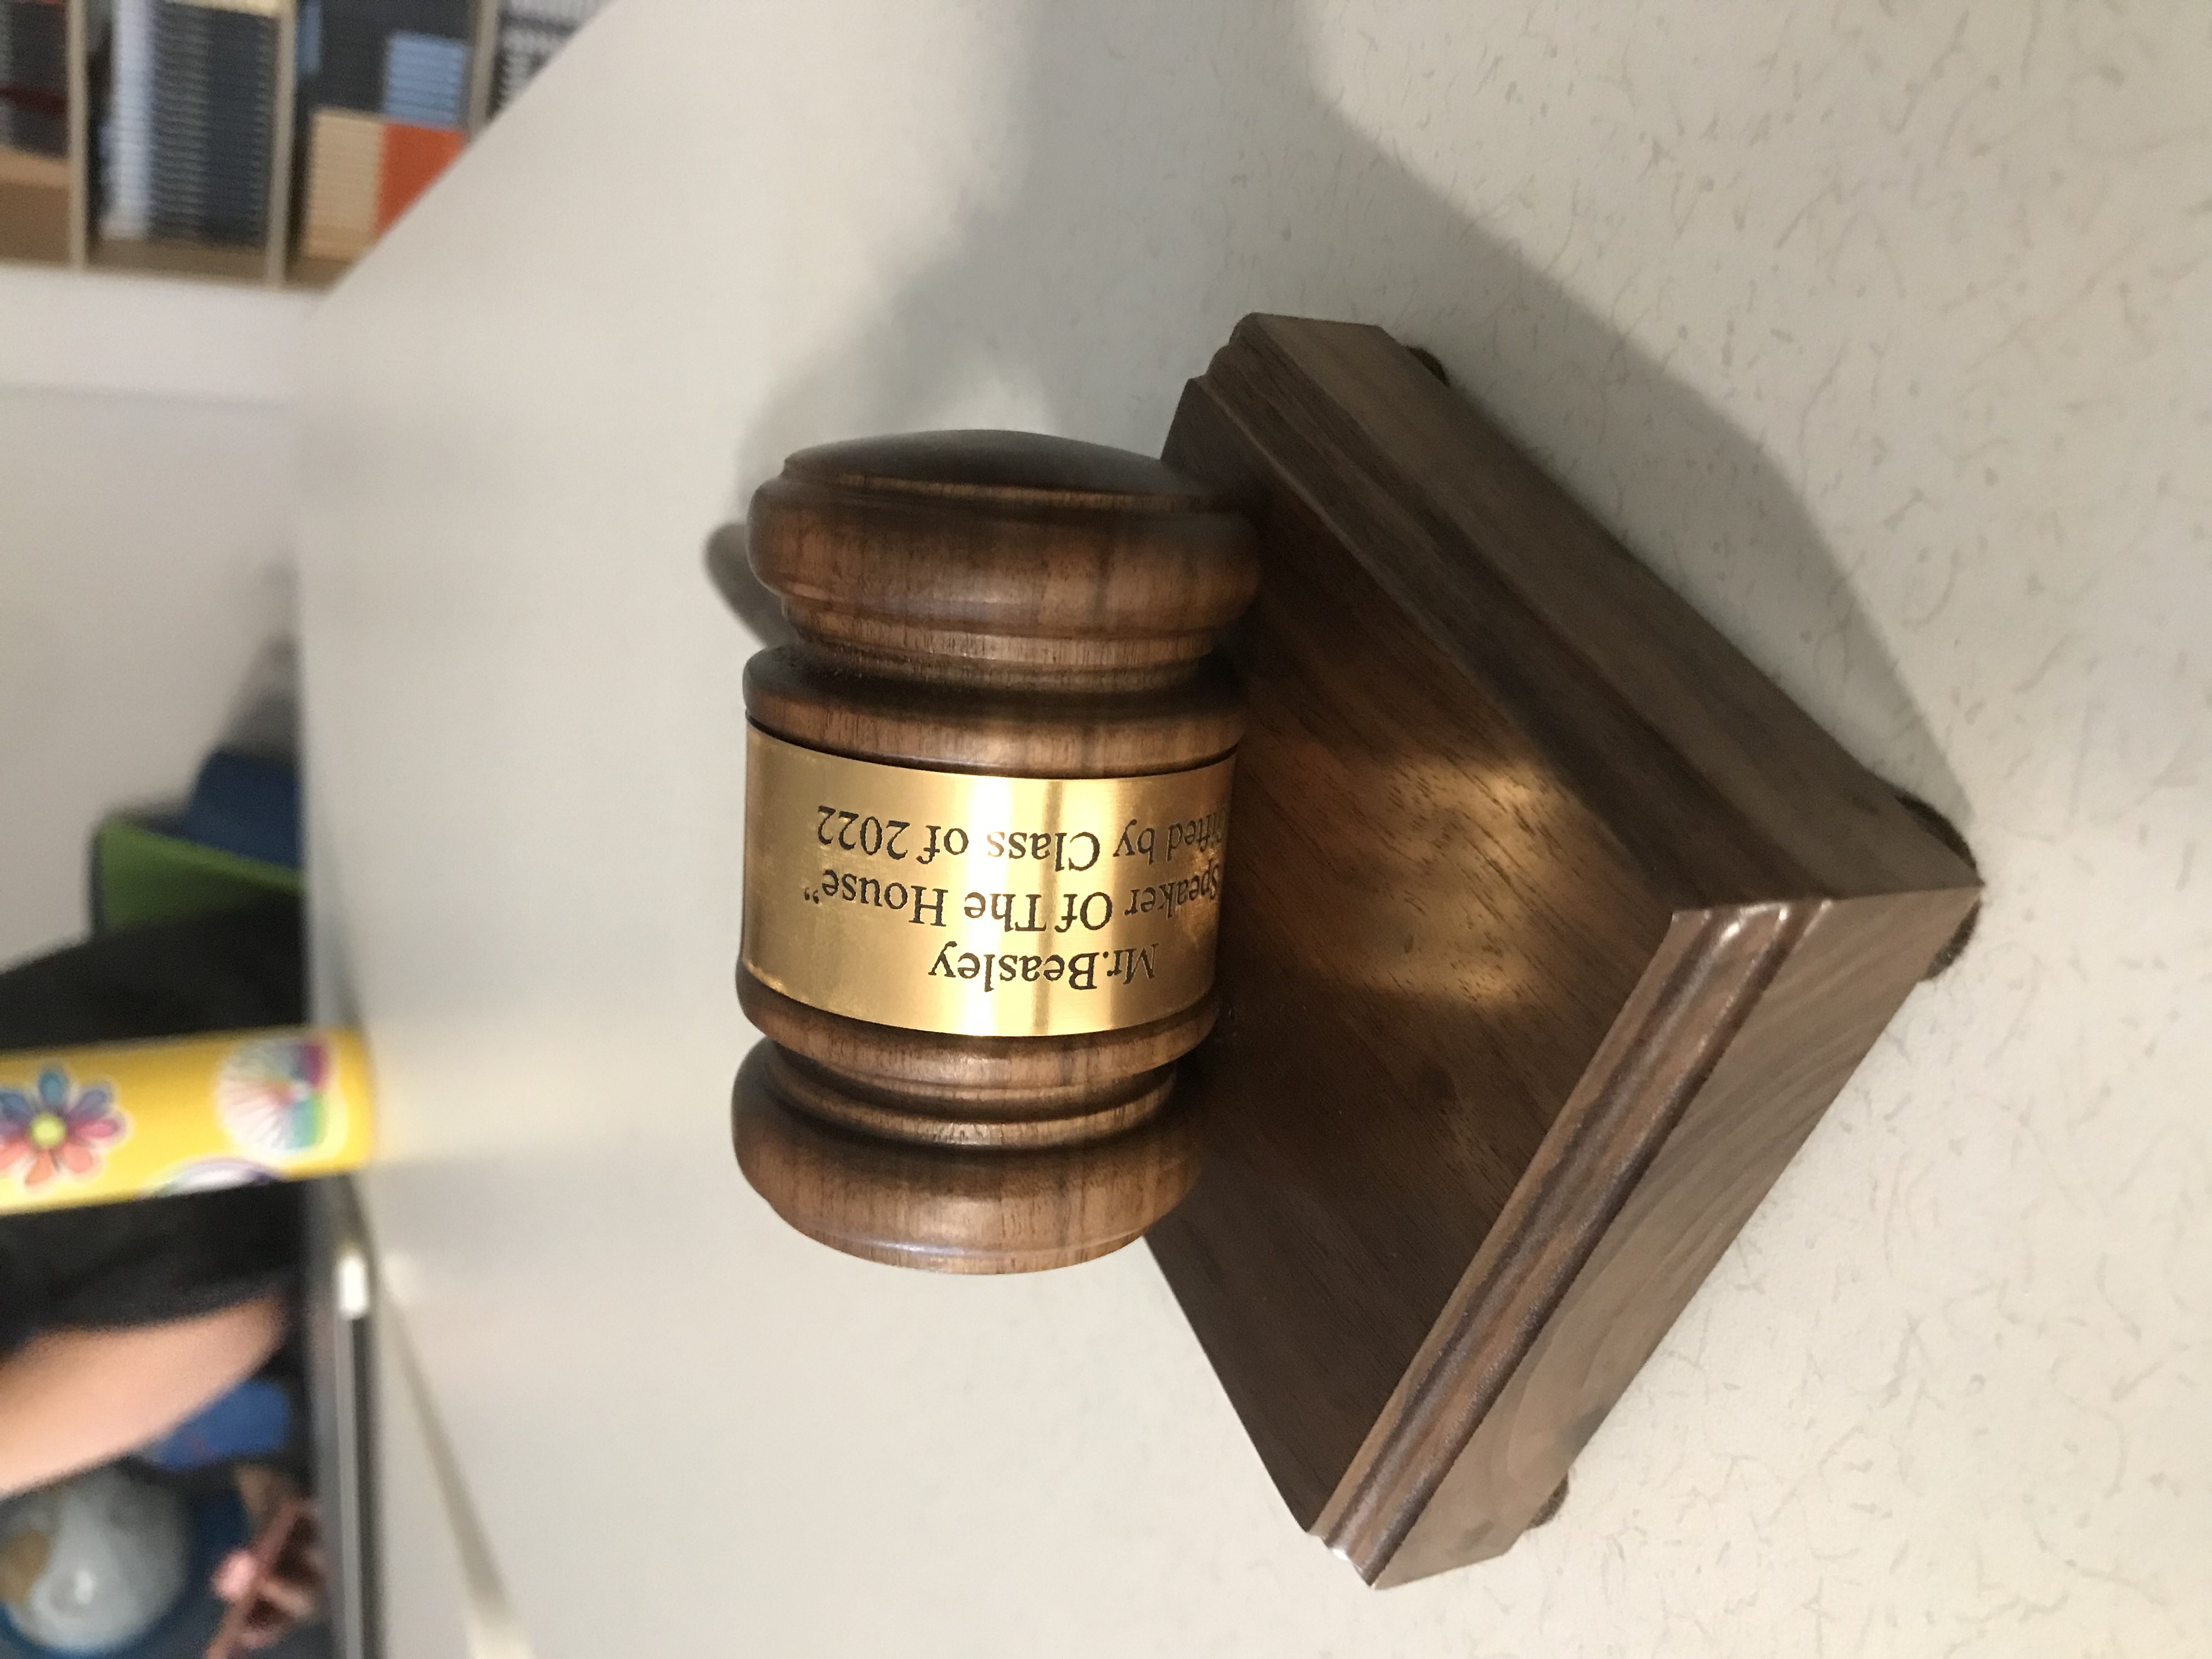 Mr.Beasley
Speaker Of The House"
by Class of 2022